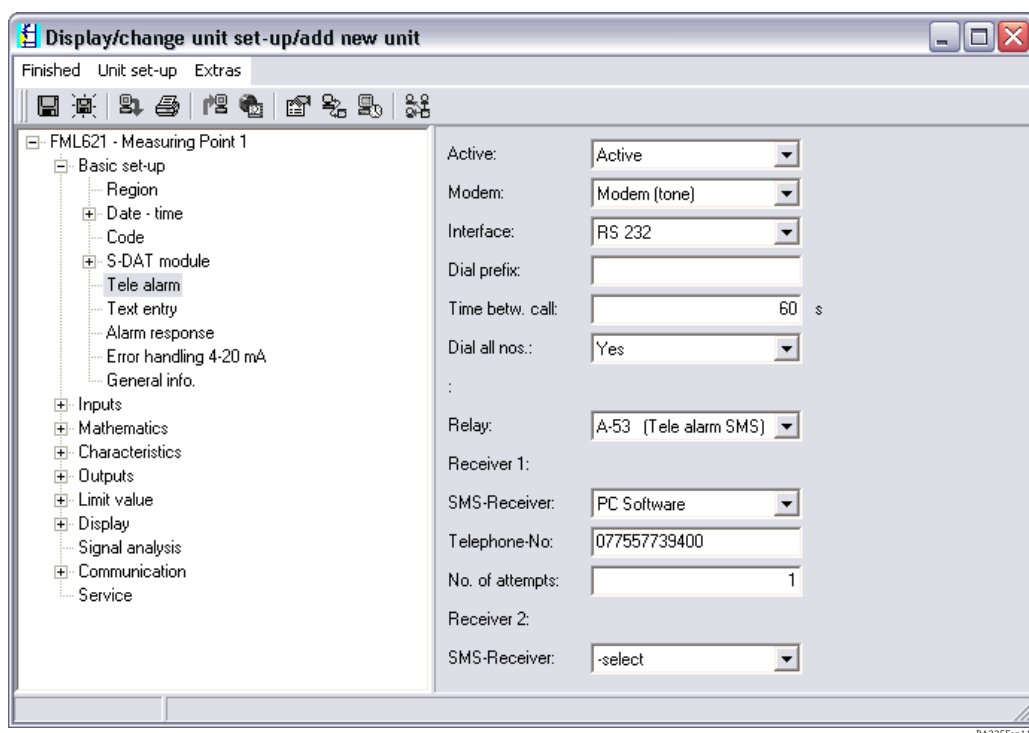 Display/change unit set-up/add new unit
Finished Unit set-up Extras
FML621 - Measuring Point 1
Basic set-up
Region
Date - time
Code
S-DAT module
Tele alarm
Text entry
Alarm response
Error handling 4-20 mA
General info.
Inputs
Mathematics
Characteristics
Outputs
Limit value
Display
Signal analysis
Communication
Service
Active: Active
Modem: Modem (tone)
Interface: RS 232
Dial prefix:
Time betw. call: 60 s
Dial all nos.: Yes
:
Relay: A-53 (Tele alarm SMS)
Receiver 1:
SMS-Receiver: PC Software
Telephone-No: 077557739400
No. of attempts: 1
Receiver 2:
SMS-Receiver: -select